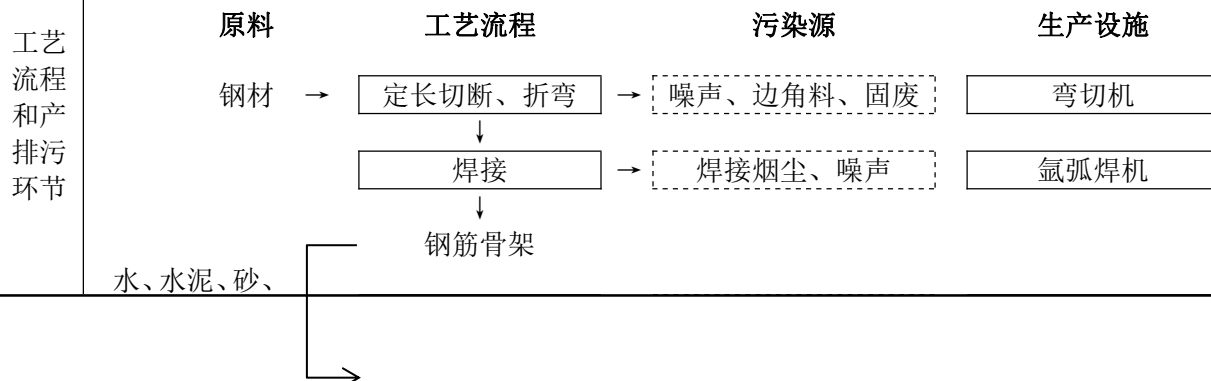 工艺
流程
和产
排污
环节
原料 工艺流程 污染源 生产设施
钢材 → 定长切断、折弯 → 噪声、边角料、固废 弯切机
↓
焊接 → 焊接烟尘、噪声 氩弧焊机
↓
钢筋骨架
水、水泥、砂、